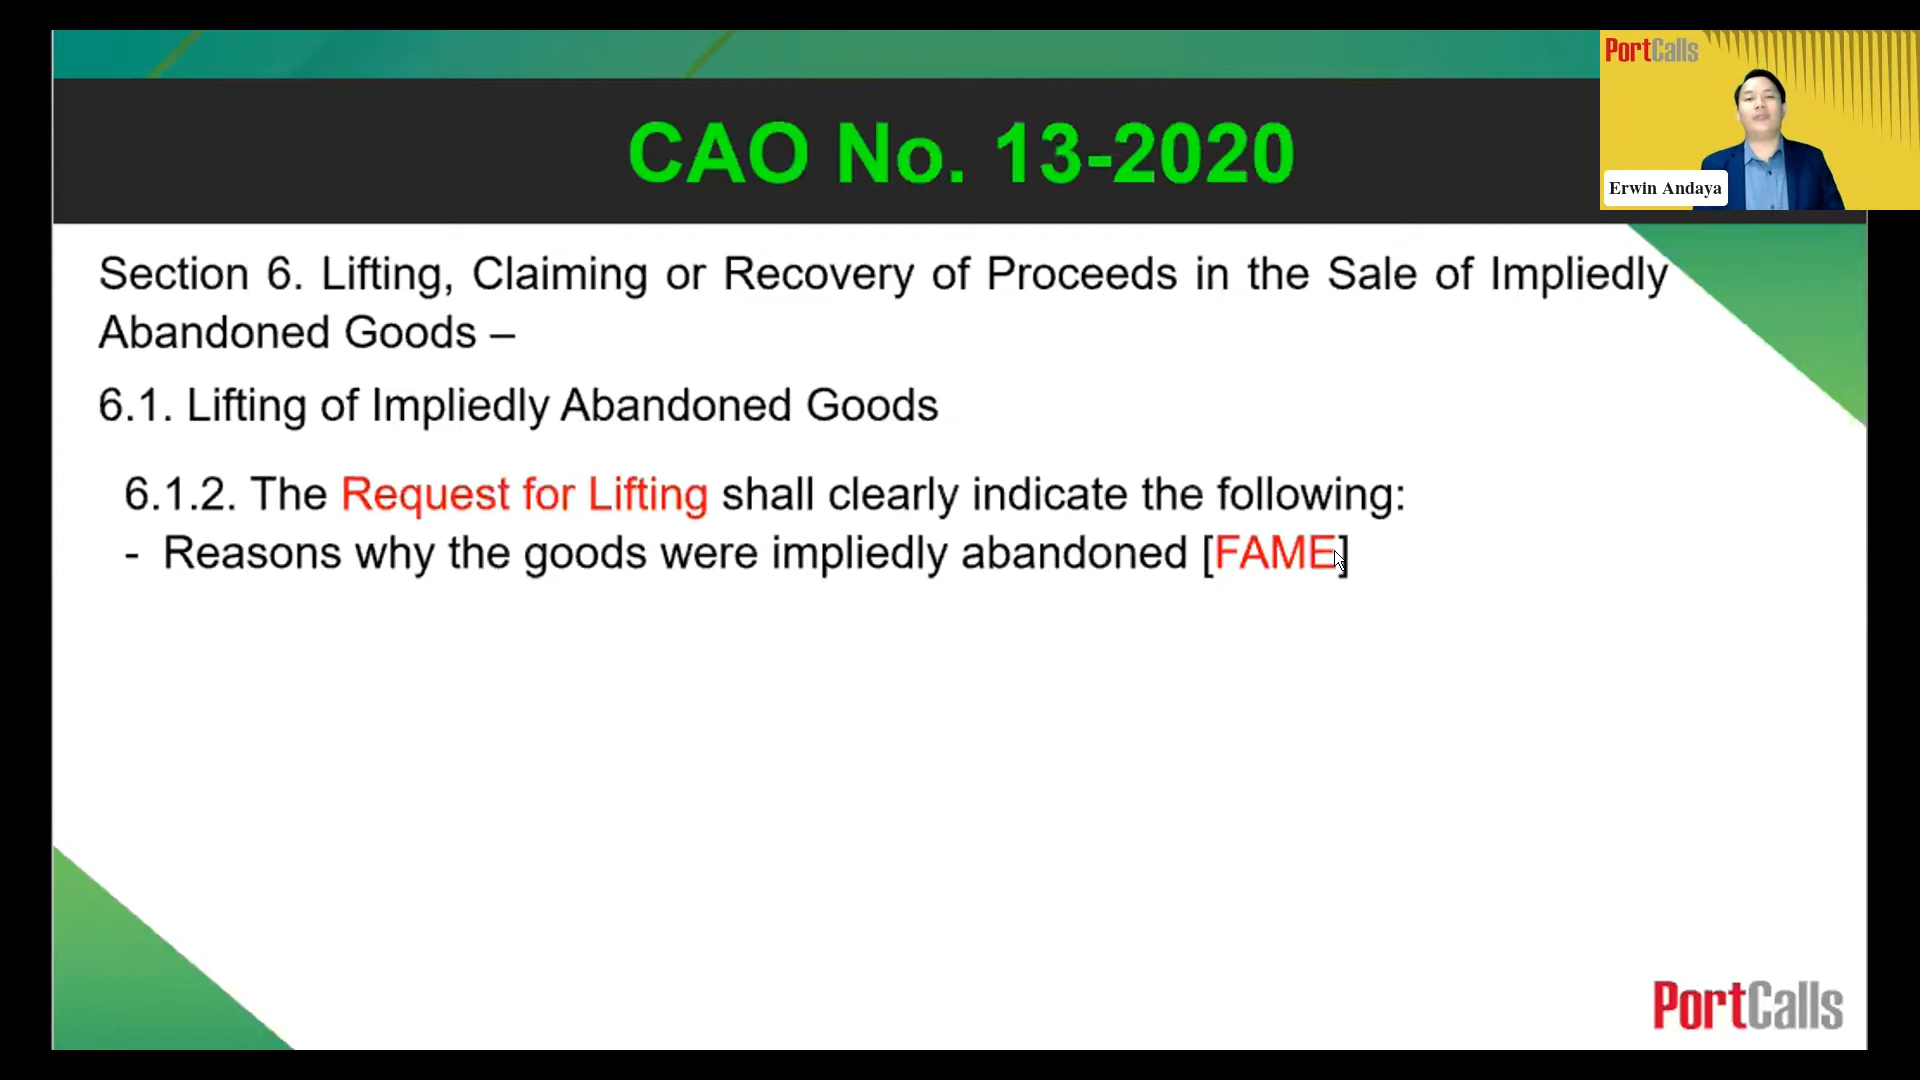 PortCalls
CAO No. 13-2020
Erwin Andaya
Section 6. Lifting, Claiming or Recovery of Proceeds in the Sale of Impliedly
Abandoned Goods –
6.1. Lifting of Impliedly Abandoned Goods
6.1.2. The Request for Lifting shall clearly indicate the following:
- Reasons why the goods were impliedly abandoned [FAME]
PortCalls